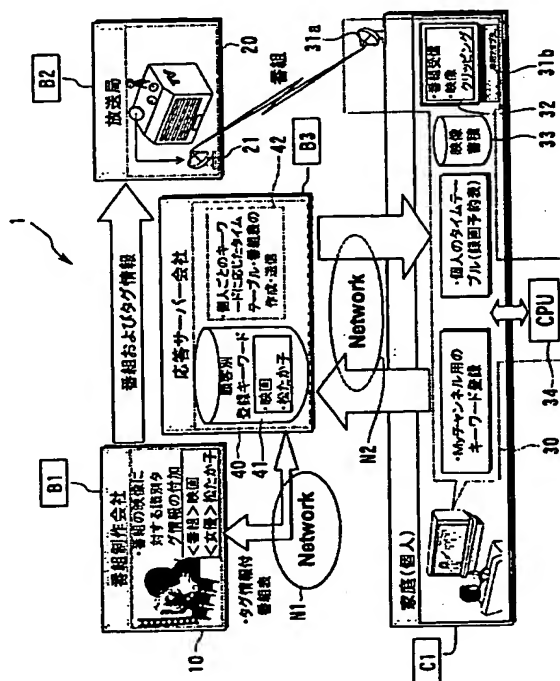 1
B1
番組制作会社
・番組の映像に
対する識別タ
グ情報の付加
<番組>映画
<女優>松たか子
10
番組およびタグ情報
B2
放送局
20
21
番組
31a
・タグ情報付
番組表
Network
N1
応答サーバー会社
顧客別
登録キーワード
・映画
・松たか子
40
41
個人ごとのキーワ
ードに応じたタイム
テーブル・番組表の
作成・送信
42
B3
Network
N2
C1
家庭(個人)
・Myチャンネル用の
キーワード登録
30
・個人のタイムテー
ブル(録画予約表)
CPU
34
映像
蓄積
33
・番組受信
・映像
クリッピング
32
31b